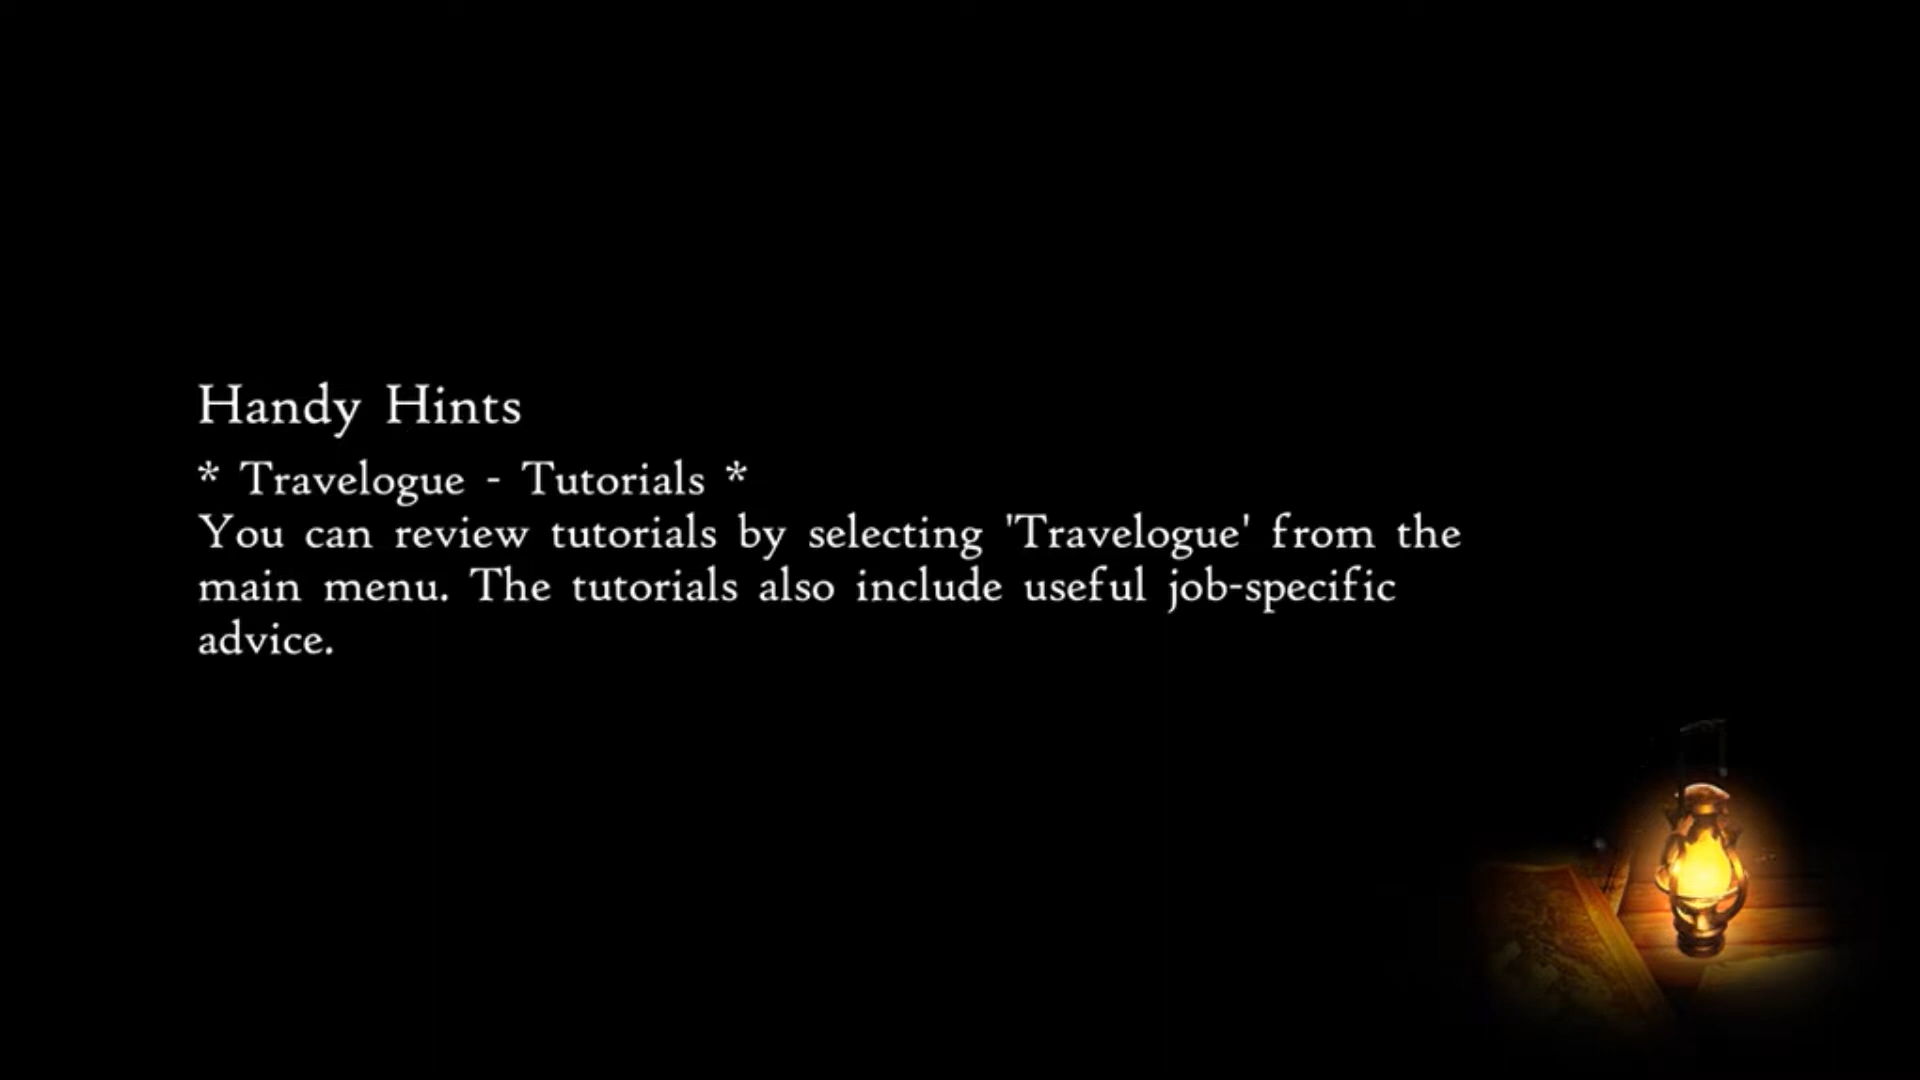 Handy Hints
* Travelogue - Tutorials *
You can review tutorials by selecting 'Travelogue' from the
main menu. The tutorials also include useful job-specific
advice.